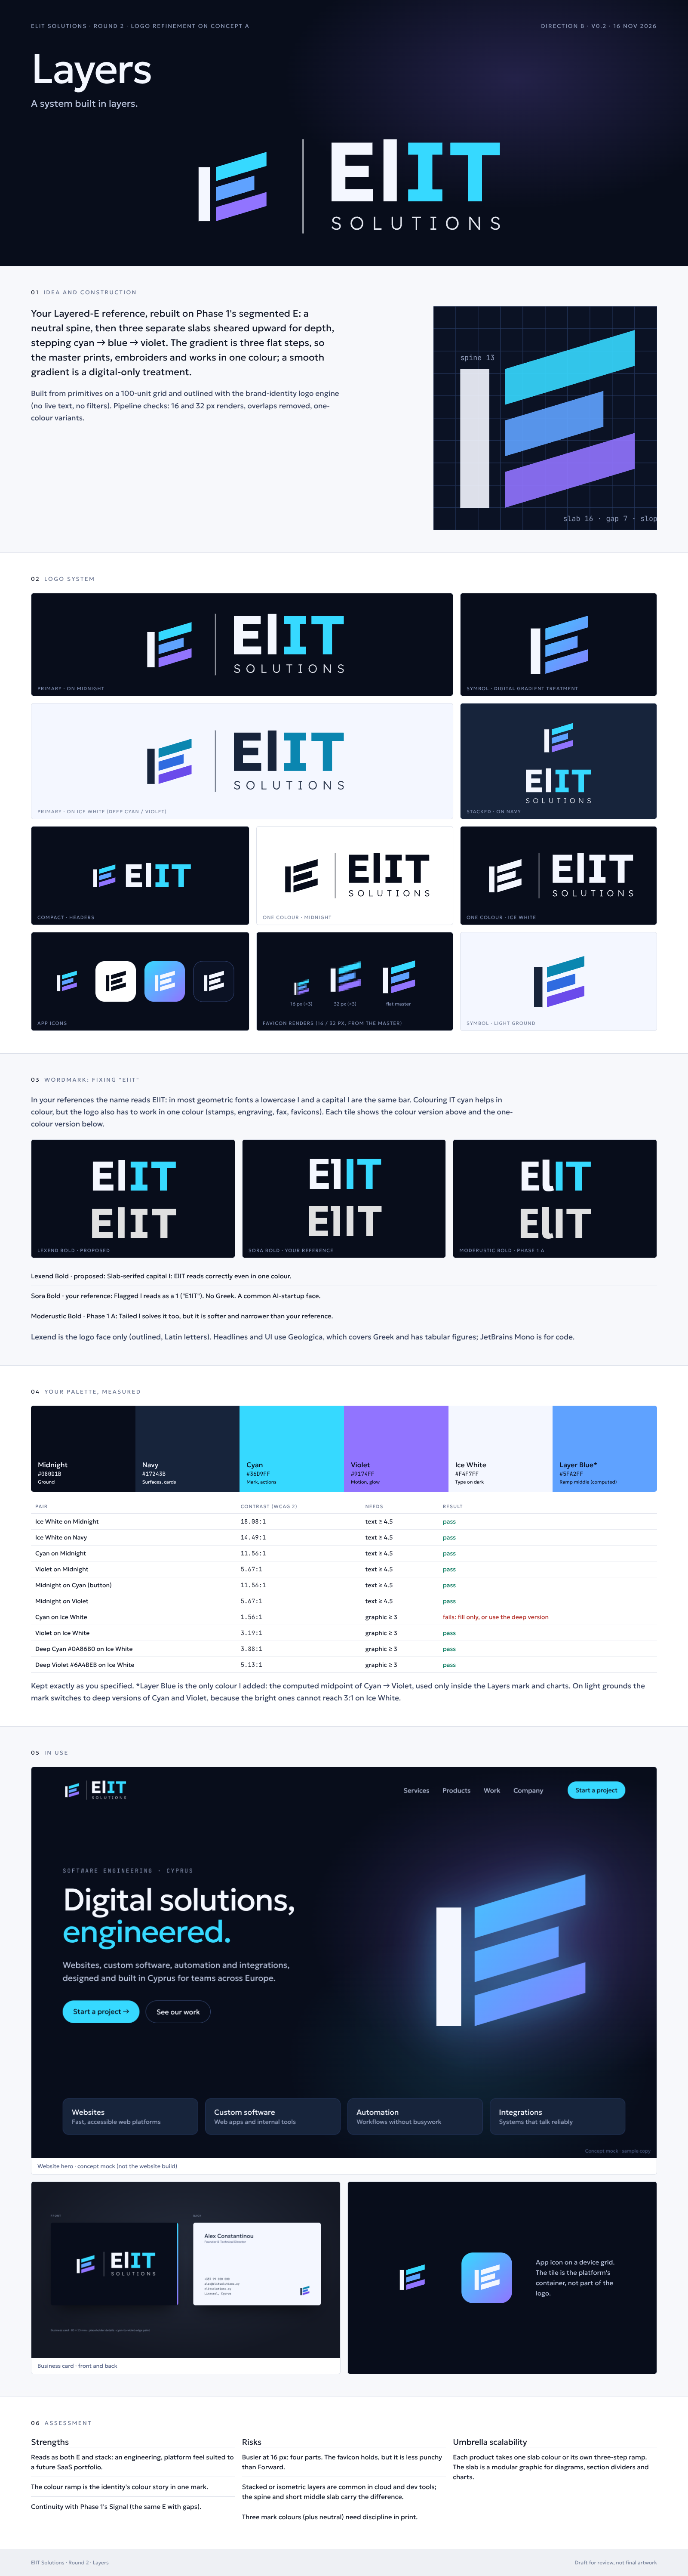 ELIT SOLUTIONS · ROUND 2 · LOGO REFINEMENT ON CONCEPT A
DIRECTION B · V0.2 · 16 NOV 2026
Layers
A system built in layers.
ElIT
SOLUTIONS
01 IDEA AND CONSTRUCTION
Your Layered-E reference, rebuilt on Phase 1's segmented E: a
neutral spine, then three separate slabs sheared upward for depth,
stepping cyan → blue → violet. The gradient is three flat steps, so
the master prints, embroiders and works in one colour; a smooth
gradient is a digital-only treatment.
Built from primitives on a 100-unit grid and outlined with the brand-identity logo engine
(no live text, no filters). Pipeline checks: 16 and 32 px renders, overlaps removed, one-
colour variants.
spine 13
slab 16 · gap 7 · slop
02 LOGO SYSTEM
ElIT
SOLUTIONS
PRIMARY · ON MIDNIGHT
SYMBOL · DIGITAL GRADIENT TREATMENT
ElIT
SOLUTIONS
PRIMARY · ON ICE WHITE (DEEP CYAN / VIOLET)
ElIT
SOLUTIONS
STACKED · ON NAVY
ElIT
COMPACT · HEADERS
ElIT
SOLUTIONS
ONE COLOUR · MIDNIGHT
ElIT
SOLUTIONS
ONE COLOUR · ICE WHITE
APP ICONS
16 px (×3)
32 px (×3)
flat master
FAVICON RENDERS (16 / 32 PX, FROM THE MASTER)
SYMBOL · LIGHT GROUND
03 WORDMARK: FIXING "EIIT"
In your references the name reads EIIT: in most geometric fonts a lowercase l and a capital I are the same bar. Colouring IT cyan helps in
colour, but the logo also has to work in one colour (stamps, engraving, fax, favicons). Each tile shows the colour version above and the one-
colour version below.
ElIT
ElIT
LEXEND BOLD · PROPOSED
ElIT
ElIT
SORA BOLD · YOUR REFERENCE
ElIT
ElIT
MODERUSTIC BOLD · PHASE 1 A
Lexend Bold · proposed: Slab-serifed capital I: ElIT reads correctly even in one colour.
Sora Bold · your reference: Flagged l reads as a 1 ("E1IT"). No Greek. A common AI-startup face.
Moderustic Bold · Phase 1 A: Tailed l solves it too, but it is softer and narrower than your reference.
Lexend is the logo face only (outlined, Latin letters). Headlines and UI use Geologica, which covers Greek and has tabular figures; JetBrains Mono is for code.
04 YOUR PALETTE, MEASURED
Midnight
#080D1B
Ground
Navy
#17243B
Surfaces, cards
Cyan
#36D9FF
Mark, actions
Violet
#9174FF
Motion, glow
Ice White
#F4F7FF
Type on dark
Layer Blue*
#5FA2FF
Ramp middle (computed)
PAIR CONTRAST (WCAG 2) NEEDS RESULT
Ice White on Midnight 18.08:1 text ≥ 4.5 pass
Ice White on Navy 14.49:1 text ≥ 4.5 pass
Cyan on Midnight 11.56:1 text ≥ 4.5 pass
Violet on Midnight 5.67:1 text ≥ 4.5 pass
Midnight on Cyan (button) 11.56:1 text ≥ 4.5 pass
Midnight on Violet 5.67:1 text ≥ 4.5 pass
Cyan on Ice White 1.56:1 graphic ≥ 3 fails: fill only, or use the deep version
Violet on Ice White 3.19:1 graphic ≥ 3 pass
Deep Cyan #0A86B0 on Ice White 3.88:1 graphic ≥ 3 pass
Deep Violet #6A4BEB on Ice White 5.13:1 graphic ≥ 3 pass
Kept exactly as you specified. *Layer Blue is the only colour I added: the computed midpoint of Cyan → Violet, used only inside the Layers mark and charts. On light grounds the
mark switches to deep versions of Cyan and Violet, because the bright ones cannot reach 3:1 on Ice White.
05 IN USE
ElIT
SOLUTIONS
Services Products Work Company Start a project
SOFTWARE ENGINEERING · CYPRUS
Digital solutions,
engineered.
Websites, custom software, automation and integrations,
designed and built in Cyprus for teams across Europe.
Start a project →
See our work
Websites
Fast, accessible web platforms
Custom software
Web apps and internal tools
Automation
Workflows without busywork
Integrations
Systems that talk reliably
Concept mock · sample copy
Website hero · concept mock (not the website build)
ElIT
SOLUTIONS
Alex Constantinou
Business card · front and back
App icon on a device grid.
The tile is the platform's
container, not part of the
logo.
06 ASSESSMENT
Strengths
Reads as both E and stack: an engineering, platform feel suited to
a future SaaS portfolio.
The colour ramp is the identity's colour story in one mark.
Continuity with Phase 1's Signal (the same E with gaps).
Risks
Busier at 16 px: four parts. The favicon holds, but it is less punchy
than Forward.
Stacked or isometric layers are common in cloud and dev tools;
the spine and short middle slab carry the difference.
Three mark colours (plus neutral) need discipline in print.
Umbrella scalability
Each product takes one slab colour or its own three-step ramp.
The slab is a modular graphic for diagrams, section dividers and
charts.
ElIT Solutions · Round 2 · Layers
Draft for review, not final artwork